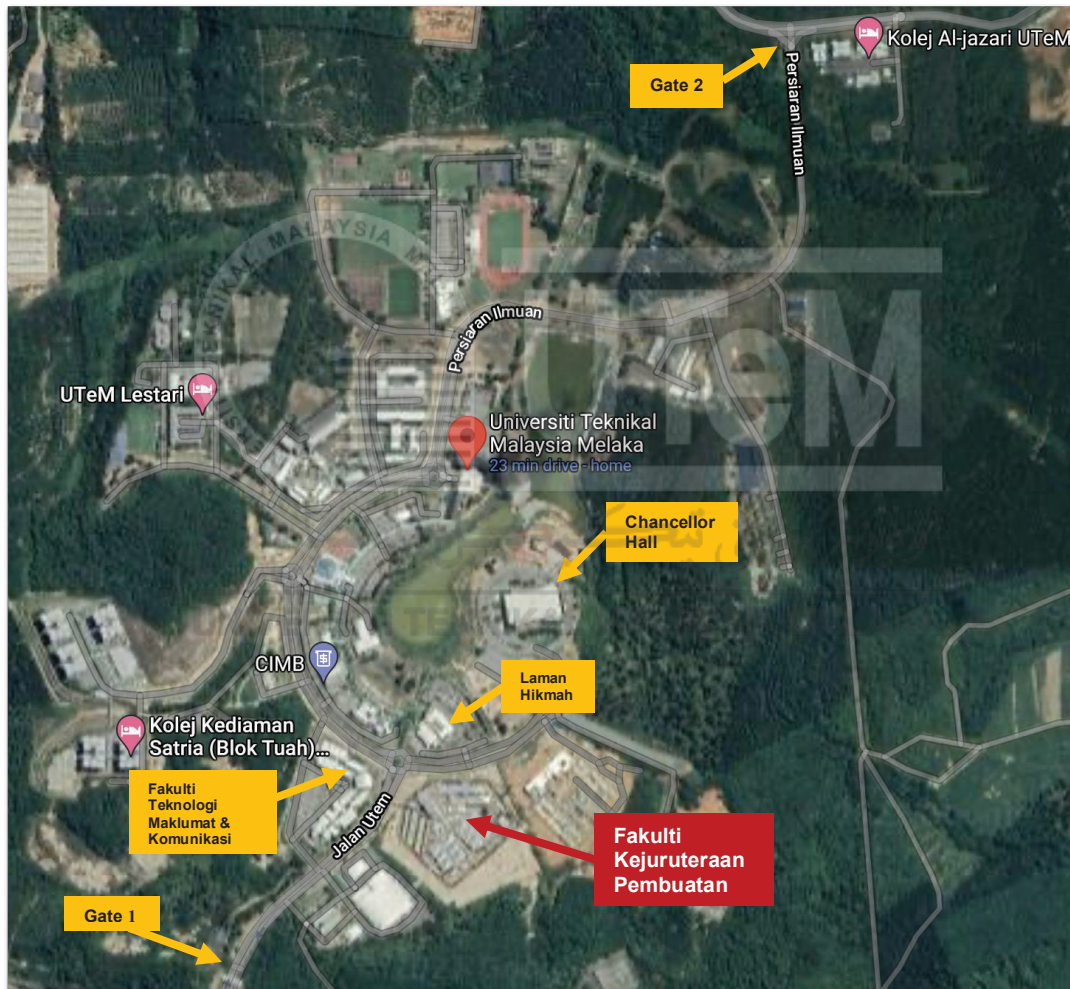 Kolej Al-jazari UTeM
Gate 2
Persiaran Ilmuan
Persiaran Ilmuan
UTeM Lestari
Universiti Teknikal
Malaysia Melaka
23 min drive - home
Chancellor
Hall
CIMB
Laman
Hikmah
Kolej Kediaman
Satria (Blok Tuah)...
Fakulti
Teknologi
Maklumat &
Komunikasi
Jalan Utem
Fakulti
Kejuruteraan
Pembuatan
Gate 1
UTeM